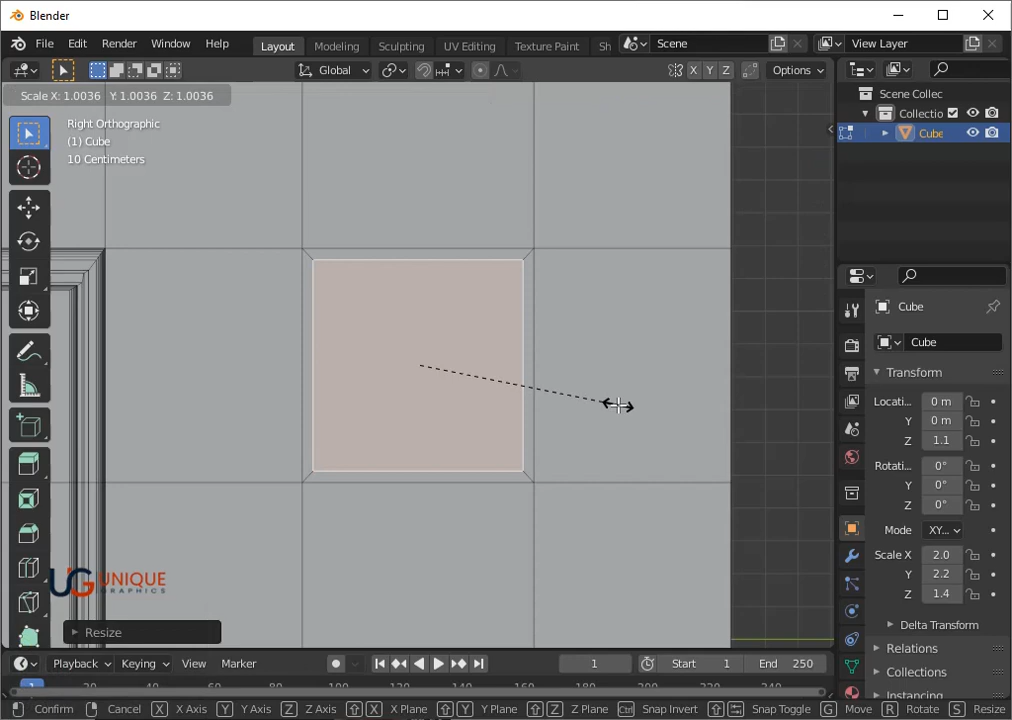 Blender
File Edit Render Window Help Layout Modeling Sculpting UV Editing Texture Paint Sh Scene View Layer
Global X Y Z Options
Scale X: 1.0036 Y: 1.0036 Z: 1.0036
Right Orthographic
(1) Cube
10 Centimeters
Scene Collec
Collectio
Cube
Cube
Cube
Transform
Locati... 0 m
Y 0 m
Z 1.1
Rotati... 0°
Y 0°
Z 0°
Mode XY...
Scale X 2.0
Y 2.2
Z 1.4
Delta Transform
Relations
Collections
Instancing
UG UNIQUE
GRAPHICS
Resize
Playback Keying View Marker 1 Start 1 End 250
1 20 40 60 80 100 120 140 160 180 200 220 240
Confirm Cancel X X Axis Y Y Axis Z Z Axis X X Plane Y Y Plane Z Z Plane Ctrl Snap Invert Snap Toggle G Move R Rotate S Resize